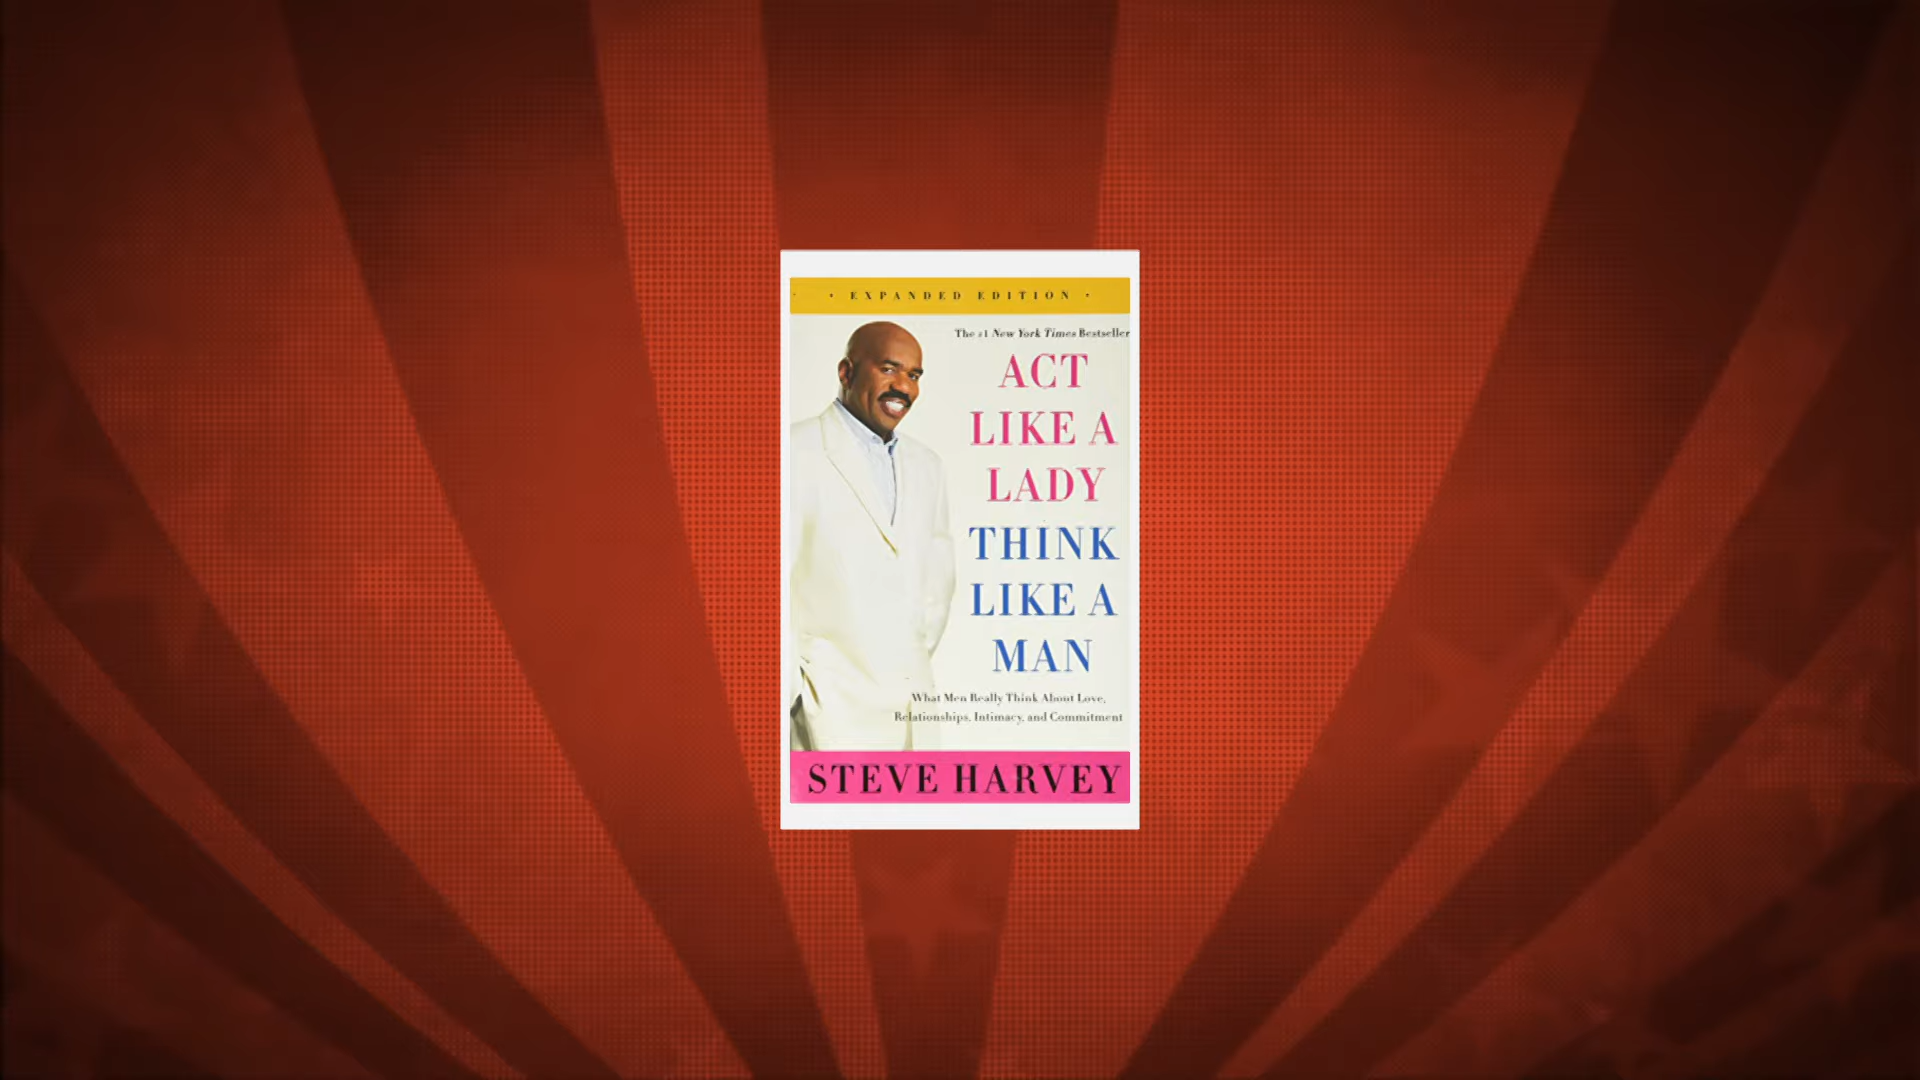 • EXPANDED EDITION •
The #1 New York Times Bestseller
ACT
LIKE A
LADY
THINK
LIKE A
MAN
What Men Really Think About Love,
Relationships, Intimacy, and Commitment
STEVE HARVEY